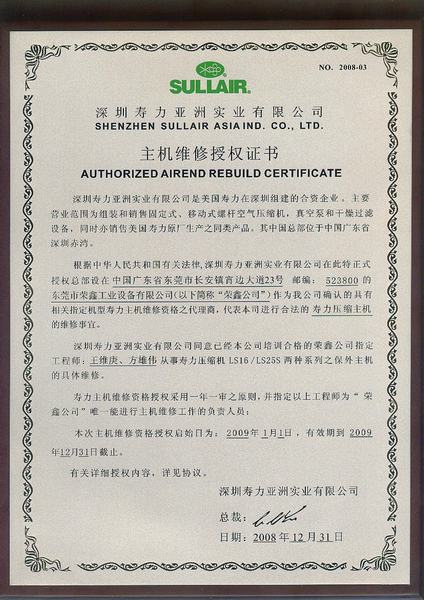 SULLAIR.
NO. 2008-03
深圳寿力亚洲实业有限公司
SHENZHEN SULLAIR ASIA IND. CO., LTD.
主机维修授权证书
AUTHORIZED AIREND REBUILD CERTIFICATE
深圳寿力亚洲实业有限公司是美国寿力在深圳组建的合资企业。主要
营业范围为组装和销售固定式、移动式螺杆空气压缩机，真空泵和干燥过滤
设备，同时亦销售美国寿力原厂生产之同类产品。其中国总部位于中国广东省
深圳赤湾。
根据中华人民共和国有关法律,深圳寿力亚洲实业有限公司在此特正式
授权总部设在 中国广东省东莞市长安镇宵边大道23号 邮编：523800 的
东莞市荣鑫工业设备有限公司(以下简称“荣鑫公司”)作为我公司确认的具有
相关指定机型寿力主机维修资格之代理商，代表本司进行合法的 寿力压缩主机
的维修事宜。
深圳寿力亚洲实业有限公司同意已经本公司培训合格的荣鑫公司指定
工程师：王维庚、方雄伟 从事寿力压缩机 LS16/LS25S 两种系列之保外主机
的具体维修。
寿力主机维修资格授权采用一年一审之原则，并指定以上工程师为“荣
鑫公司”唯一能进行主机维修工作的负责人员；
本次主机维修资格授权启始日为：2009年1月1日，有效期到 2009
年12月31日截止。
有关详细授权内容，详见协议。
深圳寿力亚洲实业有限公司
总裁：
日期：2008年12月31日